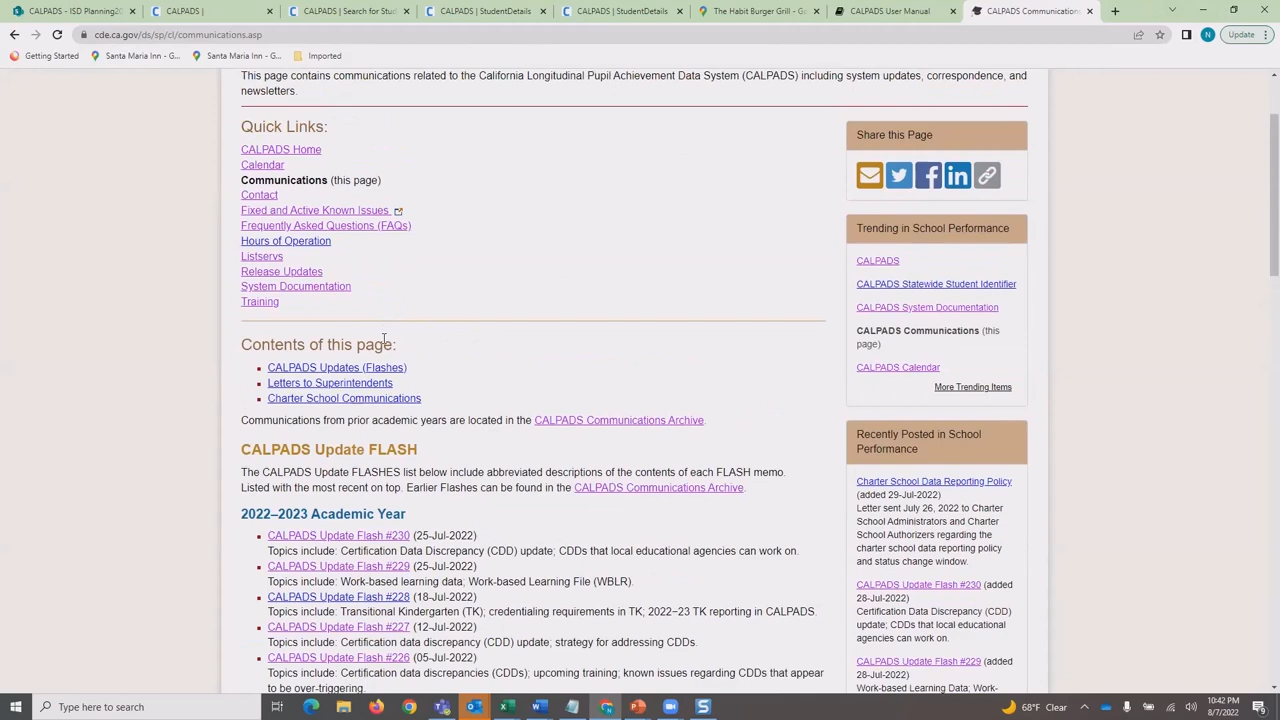 CALPADS - ISD Planning
Contents of this Site
CALPADS | StudentDetails
CALPADS | StudentDetails
The Habit Burger Grill - Go
CALPADS User Manual
CALPADS Communications - C
Update
cde.ca.gov/ds/sp/cl/communications.asp
Getting Started
Santa Maria Inn - G...
Santa Maria Inn - G...
Imported
This page contains communications related to the California Longitudinal Pupil Achievement Data System (CALPADS) including system updates, correspondence, and
newsletters.
Quick Links:
CALPADS Home
Calendar
Communications (this page)
Contact
Fixed and Active Known Issues
Frequently Asked Questions (FAQs)
Hours of Operation
Listservs
Release Updates
System Documentation
Training
Contents of this page:
CALPADS Updates (Flashes)
Letters to Superintendents
Charter School Communications
Communications from prior academic years are located in the CALPADS Communications Archive.
CALPADS Update FLASH
The CALPADS Update FLASHES list below include abbreviated descriptions of the contents of each FLASH memo.
Listed with the most recent on top. Earlier Flashes can be found in the CALPADS Communications Archive.
2022–2023 Academic Year
CALPADS Update Flash #230 (25-Jul-2022)
Topics include: Certification Data Discrepancy (CDD) update; CDDs that local educational agencies can work on.
CALPADS Update Flash #229 (25-Jul-2022)
Topics include: Work-based learning data; Work-based Learning File (WBLR).
CALPADS Update Flash #228 (18-Jul-2022)
Topics include: Transitional Kindergarten (TK); credentialing requirements in TK; 2022−23 TK reporting in CALPADS.
CALPADS Update Flash #227 (12-Jul-2022)
Topics include: Certification data discrepancy (CDD) update; strategy for addressing CDDs.
CALPADS Update Flash #226 (05-Jul-2022)
Topics include: Certification data discrepancies (CDDs); upcoming training; known issues regarding CDDs that appear
to be over-triggering.
Share this Page
Trending in School Performance
CALPADS
CALPADS Statewide Student Identifier
CALPADS System Documentation
CALPADS Communications (this
page)
CALPADS Calendar
More Trending Items
Recently Posted in School
Performance
Charter School Data Reporting Policy
(added 29-Jul-2022)
Letter sent July 26, 2022 to Charter
School Administrators and Charter
School Authorizers regarding the
charter school data reporting policy
and status change window.
CALPADS Update Flash #230 (added
28-Jul-2022)
Certification Data Discrepancy (CDD)
update; CDDs that local educational
agencies can work on.
CALPADS Update Flash #229 (added
28-Jul-2022)
Work-based Learning Data; Work-
Type here to search
68°F Clear
10:42 PM
8/7/2022